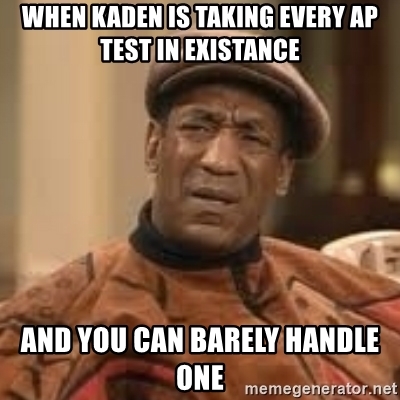 WHEN KADEN IS TAKING EVERY AP
TEST IN EXISTANCE
AND YOU CAN BARELY HANDLE
ONE
memegenerator.net